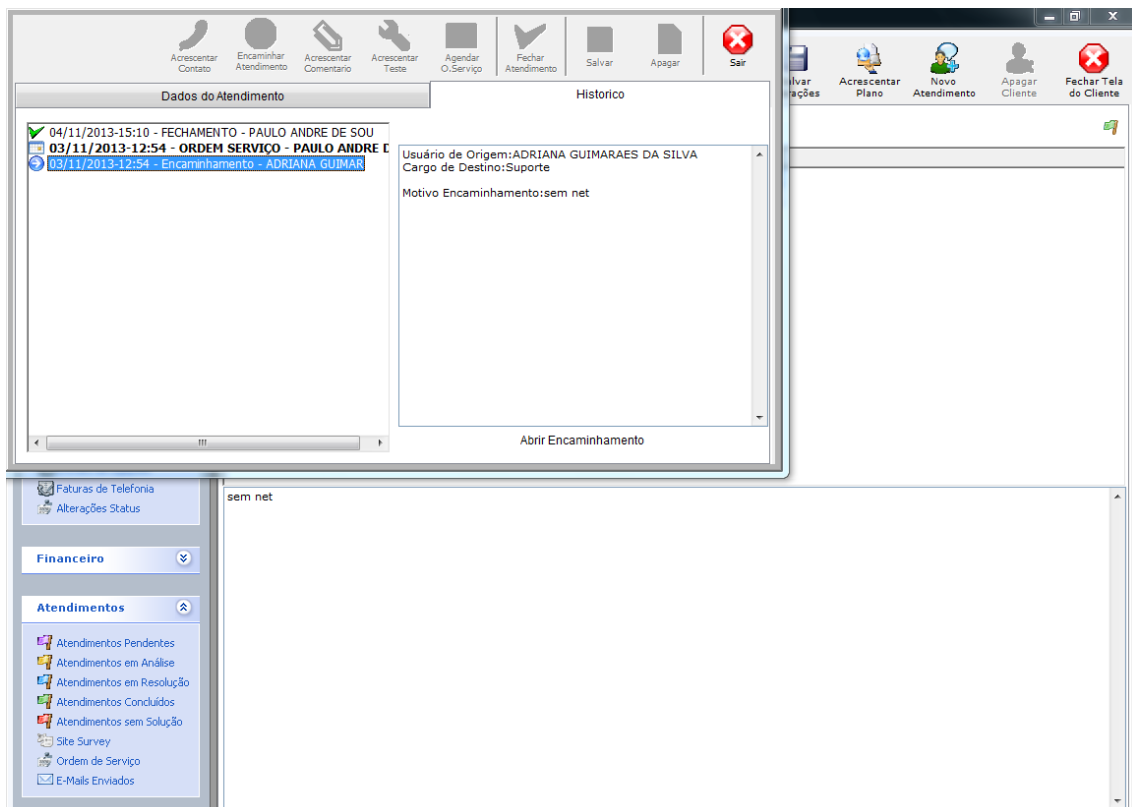 Acrescentar Contato
Encaminhar Atendimento
Acrescentar Comentario
Acrescentar Teste
Agendar O.Serviço
Fechar Atendimento
Salvar
Apagar
Sair
Acrescentar Plano
Novo Atendimento
Apagar Cliente
Fechar Tela do Cliente
Dados do Atendimento
Historico
04/11/2013-15:10 - FECHAMENTO - PAULO ANDRE DE SOU
03/11/2013-12:54 - ORDEM SERVIÇO - PAULO ANDRE D
03/11/2013-12:54 - Encaminhamento - ADRIANA GUIMAR
Usuário de Origem:ADRIANA GUIMARAES DA SILVA
Cargo de Destino:Suporte
Motivo Encaminhamento:sem net
Abrir Encaminhamento
Faturas de Telefonia
Alterações Status
sem net
Financeiro
Atendimentos
Atendimentos Pendentes
Atendimentos em Análise
Atendimentos em Resolução
Atendimentos Concluídos
Atendimentos sem Solução
Site Survey
Ordem de Serviço
E-Mails Enviados